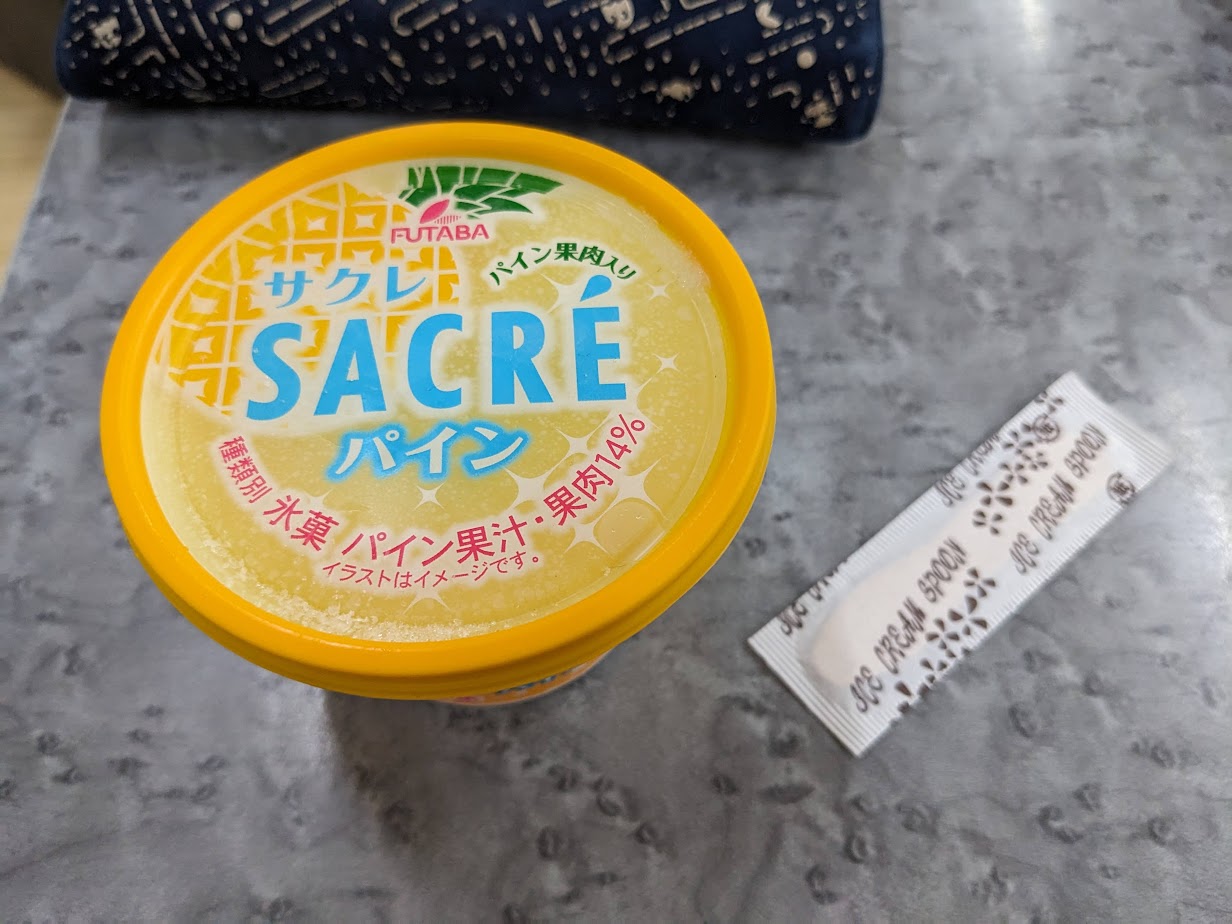 FUTABA
パイン果肉入り
サクレ
SACRÉ
パイン
種類別 氷菓 パイン果汁・果肉14%
イラストはイメージです。
ICE CREAM SPOON
ICE CREAM SPOON
ICE CREAM